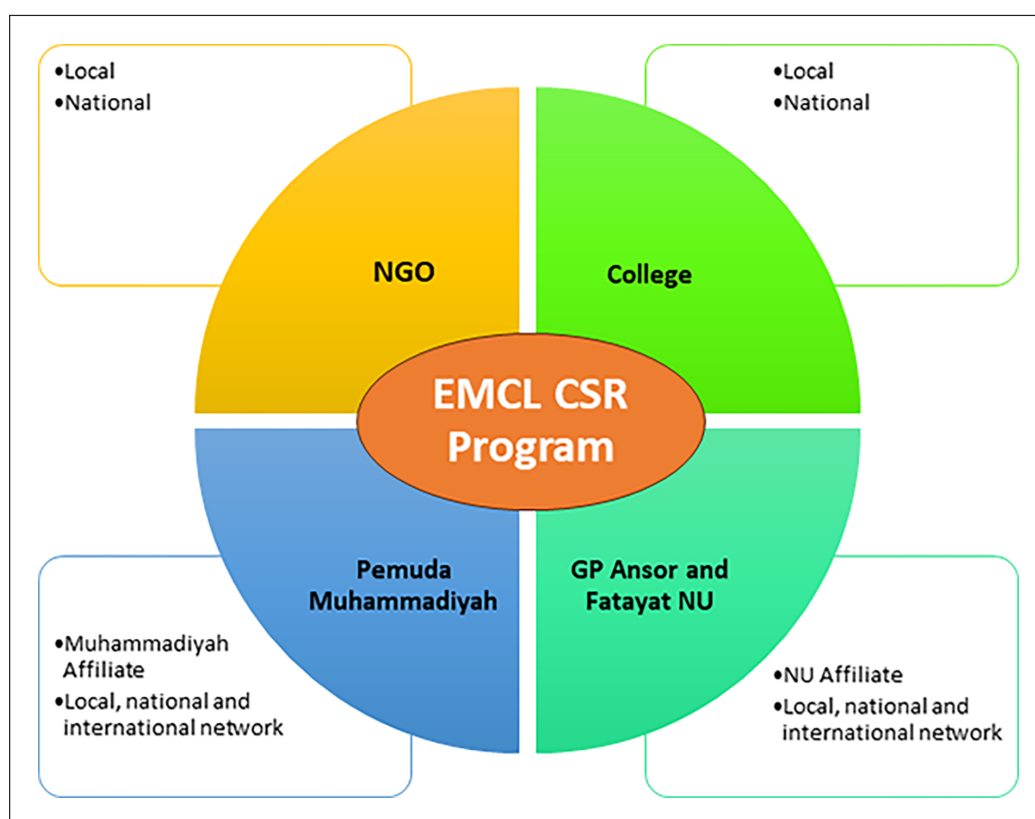 •Local
•National
•Local
•National
NGO
College
EMCL CSR
Program
Pemuda
Muhammadiyah
GP Ansor and
Fatayat NU
•Muhammadiyah
Affiliate
•Local, national and
international network
•NU Affiliate
•Local, national and
international network